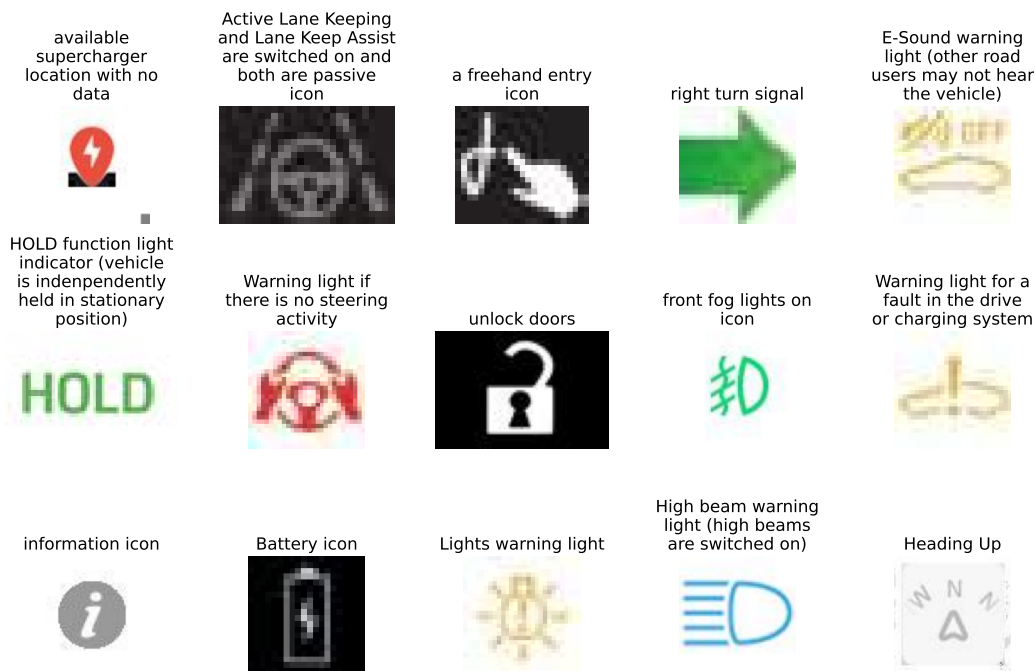 available
supercharger
location with no
data
Active Lane Keeping
and Lane Keep Assist
are switched on and
both are passive
icon
a freehand entry
icon
right turn signal
E-Sound warning
light (other road
users may not hear
the vehicle)
OFF
HOLD function light
indicator (vehicle
is indenpendently
held in stationary
position)
HOLD
Warning light if
there is no steering
activity
unlock doors
front fog lights on
icon
Warning light for a
fault in the drive
or charging system
information icon
i
Battery icon
Lights warning light
High beam warning
light (high beams
are switched on)
Heading Up
W N N